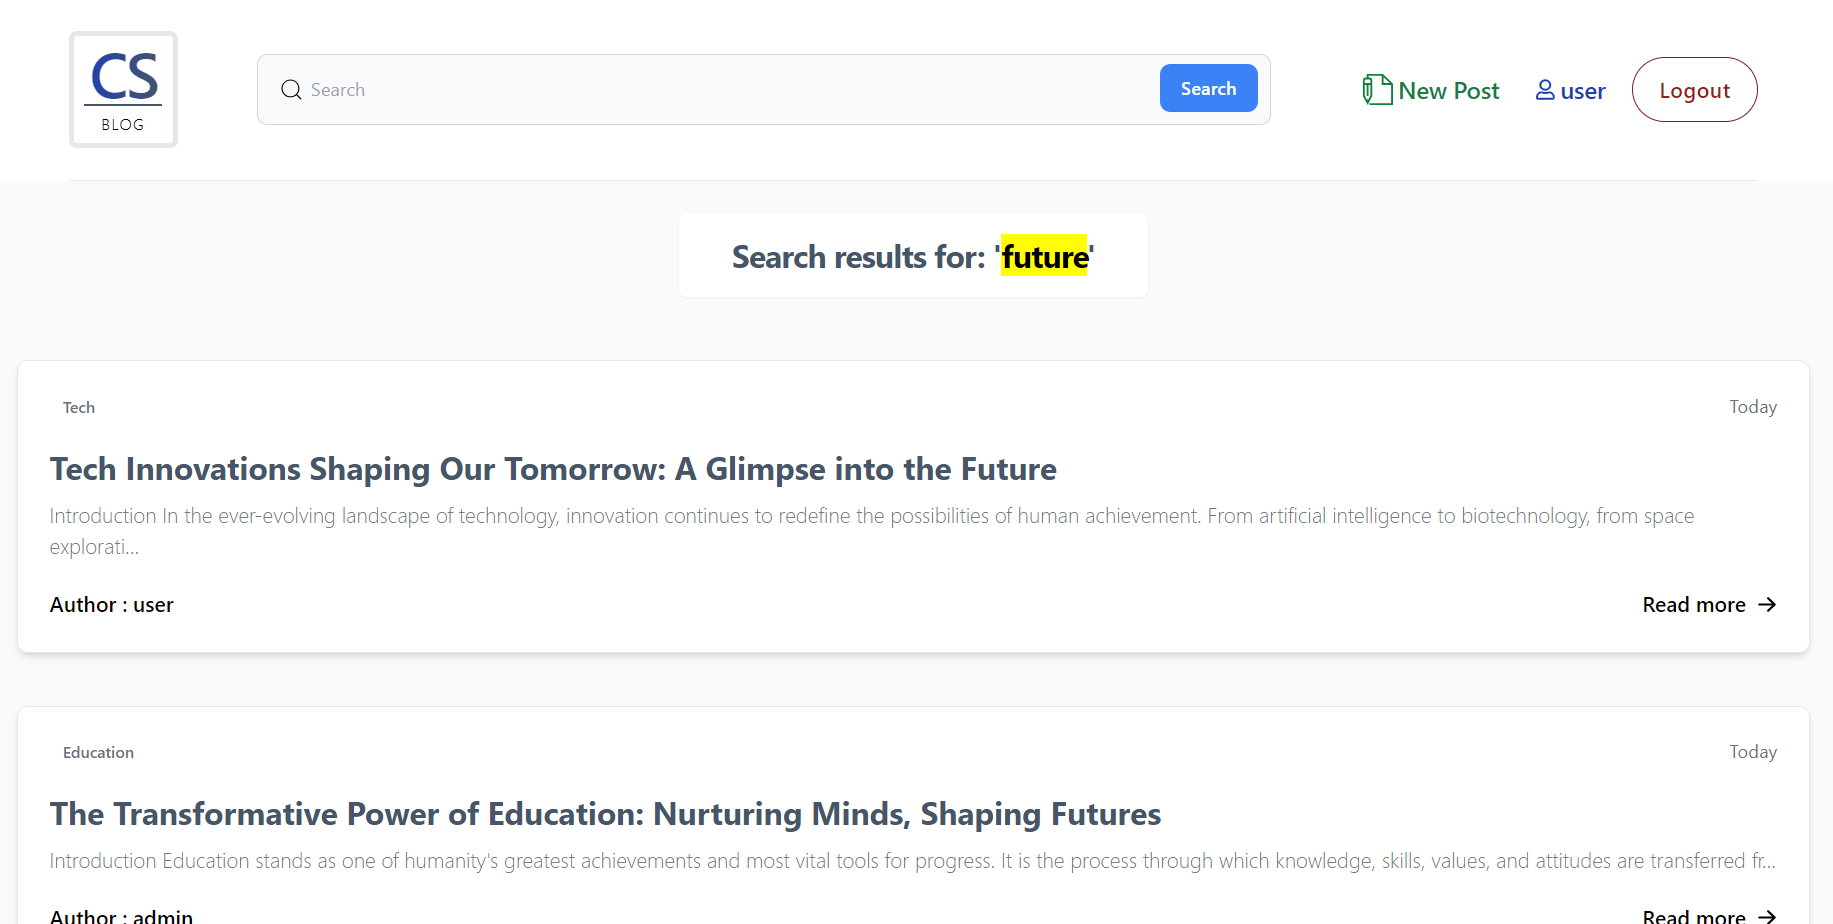 CS
BLOG
Search
Search
New Post
user
Logout
Search results for: 'future'
Tech
Today
Tech Innovations Shaping Our Tomorrow: A Glimpse into the Future
Introduction In the ever-evolving landscape of technology, innovation continues to redefine the possibilities of human achievement. From artificial intelligence to biotechnology, from space
explorati...
Author : user
Read more
Education
Today
The Transformative Power of Education: Nurturing Minds, Shaping Futures
Introduction Education stands as one of humanity's greatest achievements and most vital tools for progress. It is the process through which knowledge, skills, values, and attitudes are transferred fr...
Author : admin
Read more